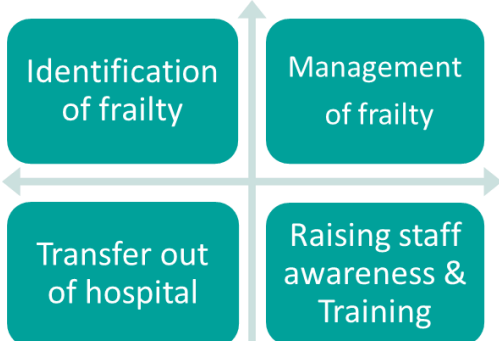 Identification
of frailty
Management
of frailty
Transfer out
of hospital
Raising staff
awareness &
Training